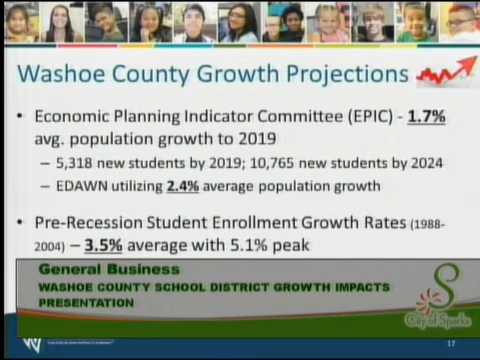 Washoe County Growth Projections
• Economic Planning Indicator Committee (EPIC) - 1.7%
avg. population growth to 2019
– 5,318 new students by 2019; 10,765 new students by 2024
– EDAWN utilizing 2.4% average population growth
• Pre-Recession Student Enrollment Growth Rates (1988-
2004) – 3.5% average with 5.1% peak
General Business
WASHOE COUNTY SCHOOL DISTRICT GROWTH IMPACTS
PRESENTATION
City of Sparks
17